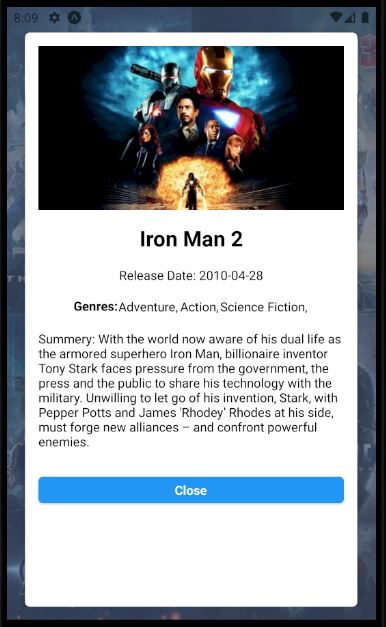 8:09
3
Iron Man 2
Release Date: 2010-04-28
Genres:Adventure, Action, Science Fiction,
Summery: With the world now aware of his dual life as
the armored superhero Iron Man, billionaire inventor
Tony Stark faces pressure from the government, the
press and the public to share his technology with the
military. Unwilling to let go of his invention, Stark, with
Pepper Potts and James 'Rhodey' Rhodes at his side,
must forge new alliances – and confront powerful
enemies.
Close